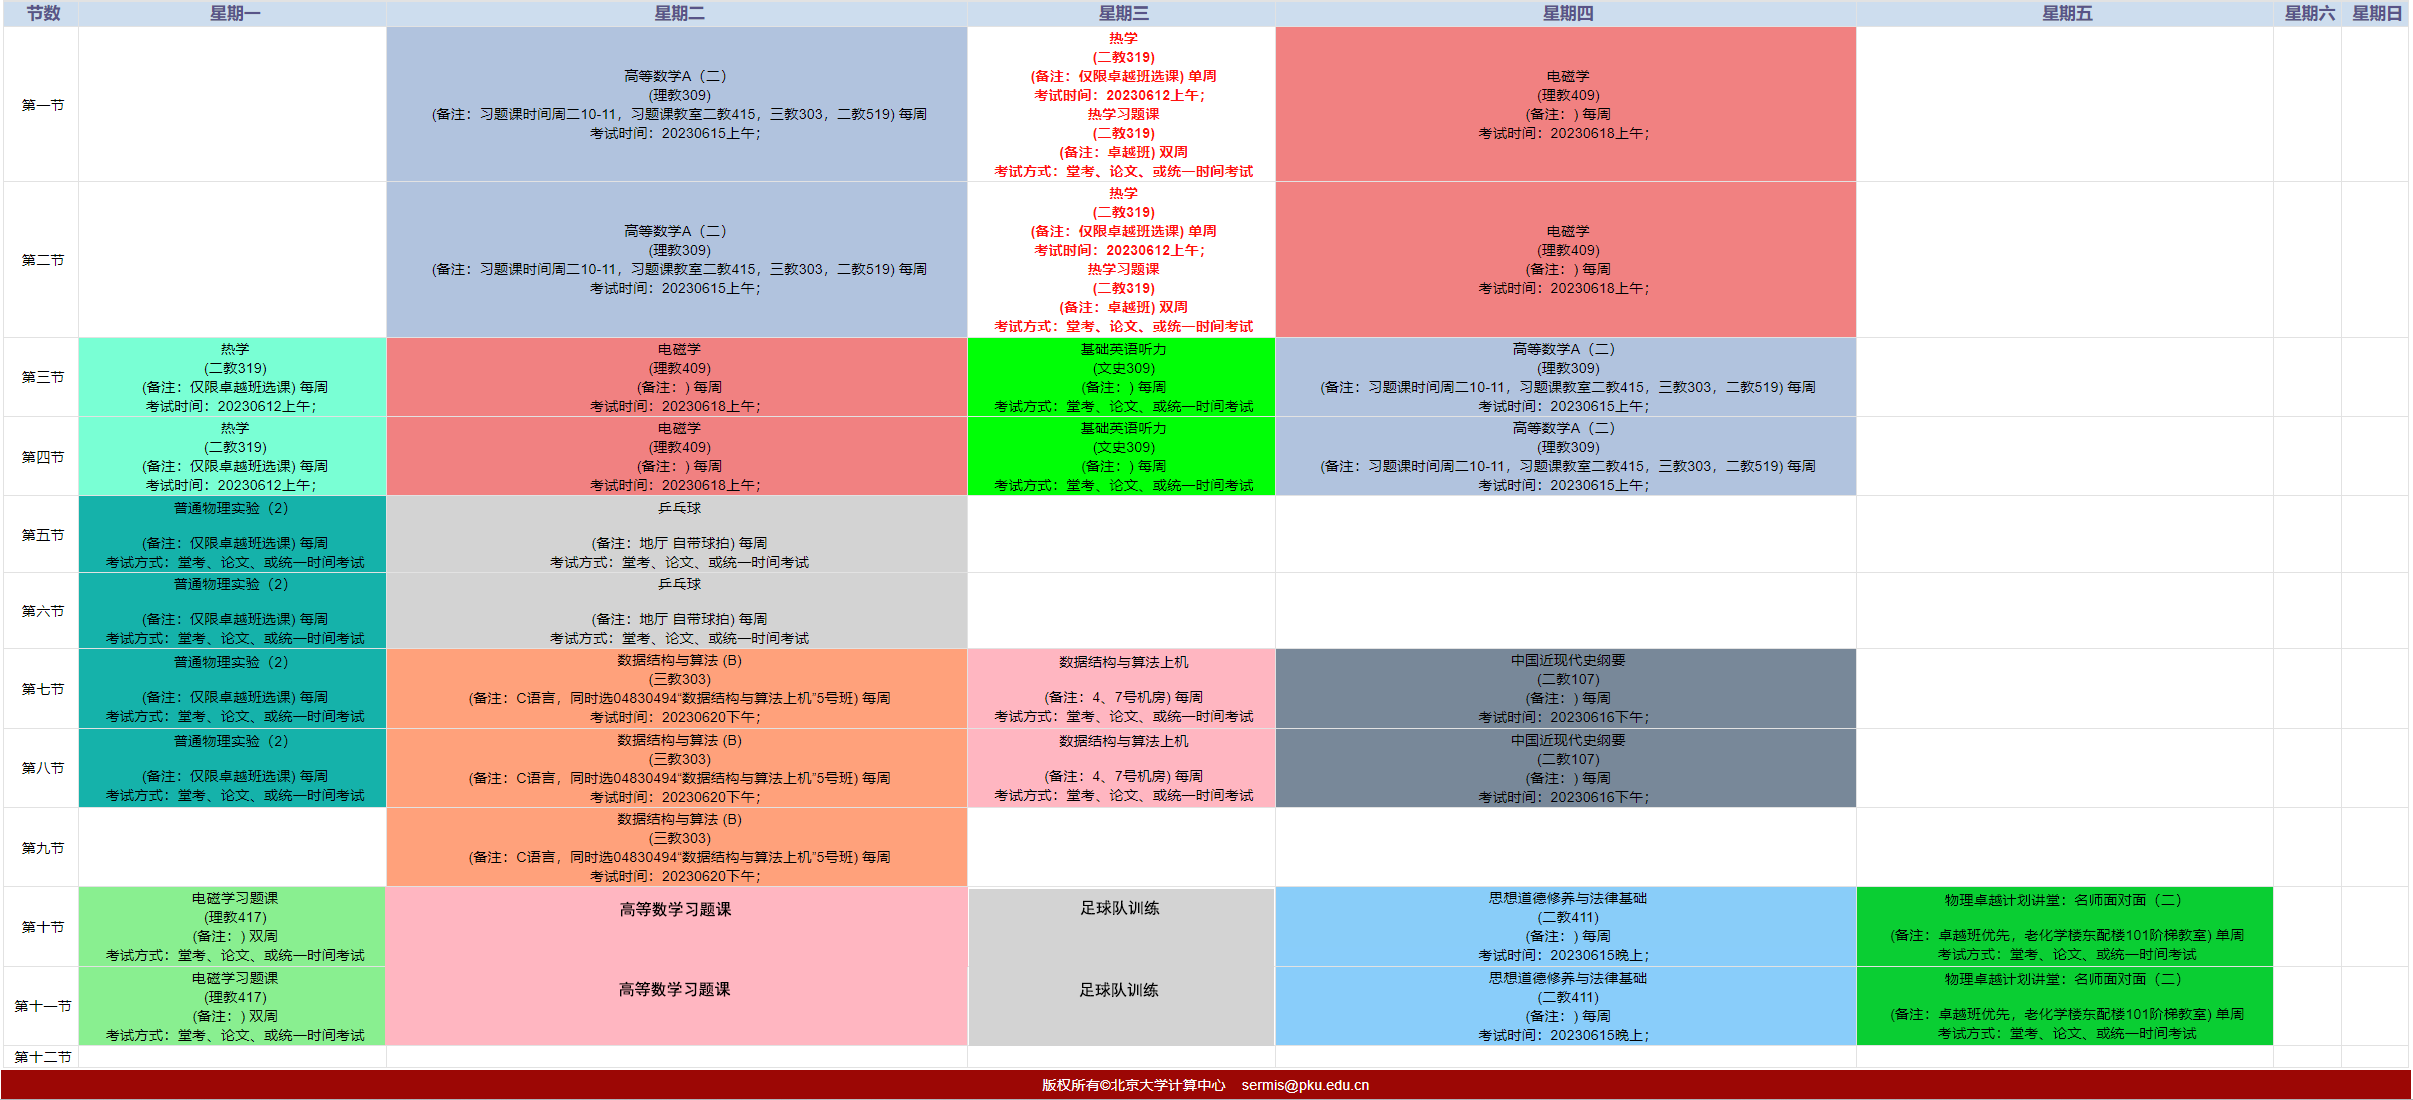 节数 星期一 星期二 星期三 星期四 星期五 星期六 星期日
第一节
高等数学A（二）
(理教309)
(备注：习题课时间周二10-11，习题课教室二教415，三教303，二教519) 每周
考试时间：20230615上午；
热学
(二教319)
(备注：仅限卓越班选课) 单周
考试时间：20230612上午；
热学习题课
(二教319)
(备注：卓越班) 双周
考试方式：堂考、论文、或统一时间考试
电磁学
(理教409)
(备注：) 每周
考试时间：20230618上午；
第二节
高等数学A（二）
(理教309)
(备注：习题课时间周二10-11，习题课教室二教415，三教303，二教519) 每周
考试时间：20230615上午；
热学
(二教319)
(备注：仅限卓越班选课) 单周
考试时间：20230612上午；
热学习题课
(二教319)
(备注：卓越班) 双周
考试方式：堂考、论文、或统一时间考试
电磁学
(理教409)
(备注：) 每周
考试时间：20230618上午；
第三节
热学
(二教319)
(备注：仅限卓越班选课) 每周
考试时间：20230612上午；
电磁学
(理教409)
(备注：) 每周
考试时间：20230618上午；
基础英语听力
(文史309)
(备注：) 每周
考试方式：堂考、论文、或统一时间考试
高等数学A（二）
(理教309)
(备注：习题课时间周二10-11，习题课教室二教415，三教303，二教519) 每周
考试时间：20230615上午；
第四节
热学
(二教319)
(备注：仅限卓越班选课) 每周
考试时间：20230612上午；
电磁学
(理教409)
(备注：) 每周
考试时间：20230618上午；
基础英语听力
(文史309)
(备注：) 每周
考试方式：堂考、论文、或统一时间考试
高等数学A（二）
(理教309)
(备注：习题课时间周二10-11，习题课教室二教415，三教303，二教519) 每周
考试时间：20230615上午；
第五节
普通物理实验（2）
(备注：仅限卓越班选课) 每周
考试方式：堂考、论文、或统一时间考试
乒乓球
(备注：地厅 自带球拍) 每周
考试方式：堂考、论文、或统一时间考试
第六节
普通物理实验（2）
(备注：仅限卓越班选课) 每周
考试方式：堂考、论文、或统一时间考试
乒乓球
(备注：地厅 自带球拍) 每周
考试方式：堂考、论文、或统一时间考试
第七节
普通物理实验（2）
(备注：仅限卓越班选课) 每周
考试方式：堂考、论文、或统一时间考试
数据结构与算法 (B)
(三教303)
(备注：C语言，同时选04830494“数据结构与算法上机”5号班) 每周
考试时间：20230620下午；
数据结构与算法上机
(备注：4、7号机房) 每周
考试方式：堂考、论文、或统一时间考试
中国近现代史纲要
(二教107)
(备注：) 每周
考试时间：20230616下午；
第八节
普通物理实验（2）
(备注：仅限卓越班选课) 每周
考试方式：堂考、论文、或统一时间考试
数据结构与算法 (B)
(三教303)
(备注：C语言，同时选04830494“数据结构与算法上机”5号班) 每周
考试时间：20230620下午；
数据结构与算法上机
(备注：4、7号机房) 每周
考试方式：堂考、论文、或统一时间考试
中国近现代史纲要
(二教107)
(备注：) 每周
考试时间：20230616下午；
第九节
数据结构与算法 (B)
(三教303)
(备注：C语言，同时选04830494“数据结构与算法上机”5号班) 每周
考试时间：20230620下午；
第十节
电磁学习题课
(理教417)
(备注：) 双周
考试方式：堂考、论文、或统一时间考试
高等数学习题课
足球队训练
思想道德修养与法律基础
(二教411)
(备注：) 每周
考试时间：20230615晚上；
物理卓越计划讲堂：名师面对面（二）
(备注：卓越班优先，老化学楼东配楼101阶梯教室) 单周
考试方式：堂考、论文、或统一时间考试
第十一节
电磁学习题课
(理教417)
(备注：) 双周
考试方式：堂考、论文、或统一时间考试
高等数学习题课
足球队训练
思想道德修养与法律基础
(二教411)
(备注：) 每周
考试时间：20230615晚上；
物理卓越计划讲堂：名师面对面（二）
(备注：卓越班优先，老化学楼东配楼101阶梯教室) 单周
考试方式：堂考、论文、或统一时间考试
第十二节
版权所有©北京大学计算中心 sermis@pku.edu.cn